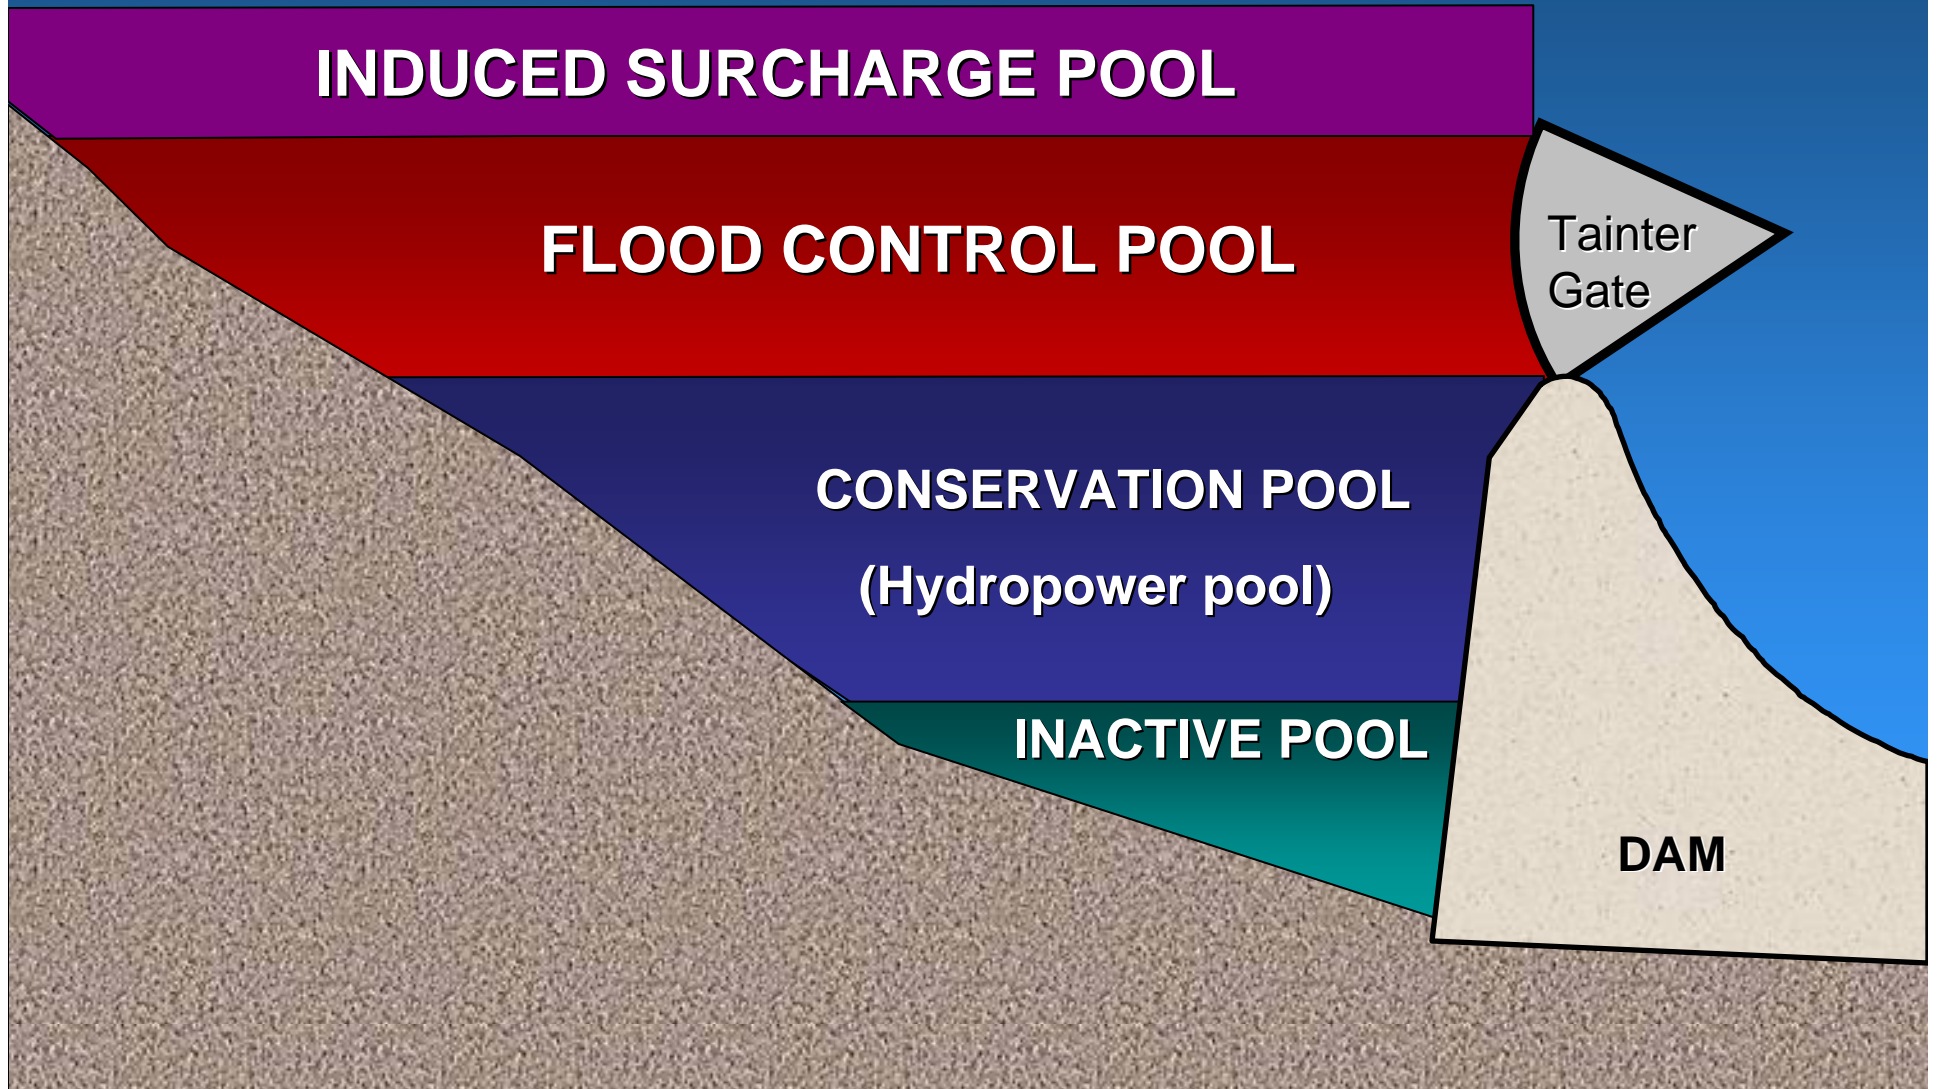 INDUCED SURCHARGE POOL
FLOOD CONTROL POOL
Tainter
Gate
CONSERVATION POOL
(Hydropower pool)
INACTIVE POOL
DAM